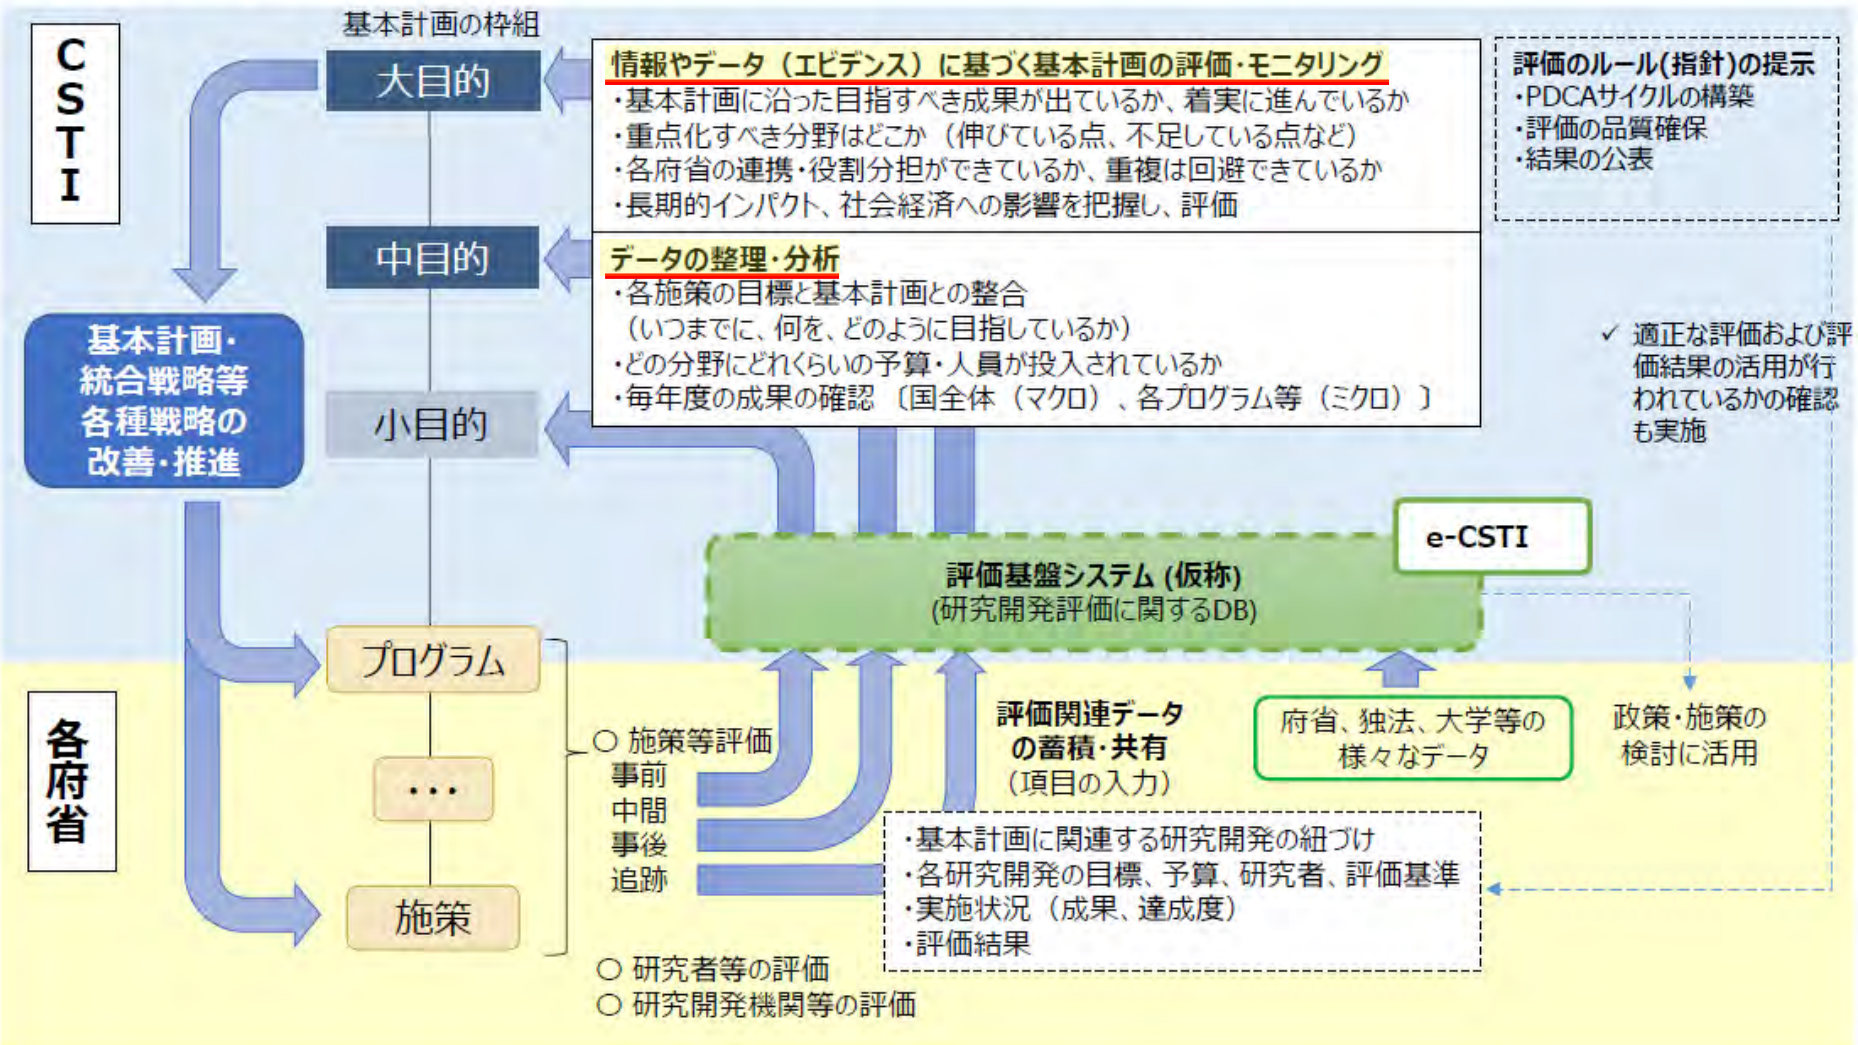 CSTI
基本計画の枠組
大目的
中目的
小目的
情報やデータ（エビデンス）に基づく基本計画の評価・モニタリング
・基本計画に沿った目指すべき成果が出ているか、着実に進んでいるか
・重点化すべき分野はどこか（伸びている点、不足している点など）
・各府省の連携・役割分担ができているか、重複は回避できているか
・長期的インパクト、社会経済への影響を把握し、評価
データの整理・分析
・各施策の目標と基本計画との整合
（いつまでに、何を、どのように目指しているか）
・どの分野にどれくらいの予算・人員が投入されているか
・毎年度の成果の確認 〔国全体（マクロ）、各プログラム等（ミクロ）〕
評価のルール(指針)の提示
・PDCAサイクルの構築
・評価の品質確保
・結果の公表
✓ 適正な評価および評
価結果の活用が行
われているかの確認
も実施
基本計画・
統合戦略等
各種戦略の
改善・推進
e-CSTI
評価基盤システム (仮称)
(研究開発評価に関するDB)
各府省
プログラム
・・・
施策
〇 施策等評価
事前
中間
事後
追跡
〇 研究者等の評価
〇 研究開発機関等の評価
評価関連データ
の蓄積・共有
（項目の入力）
府省、独法、大学等の
様々なデータ
政策・施策の
検討に活用
・基本計画に関連する研究開発の紐づけ
・各研究開発の目標、予算、研究者、評価基準
・実施状況（成果、達成度）
・評価結果